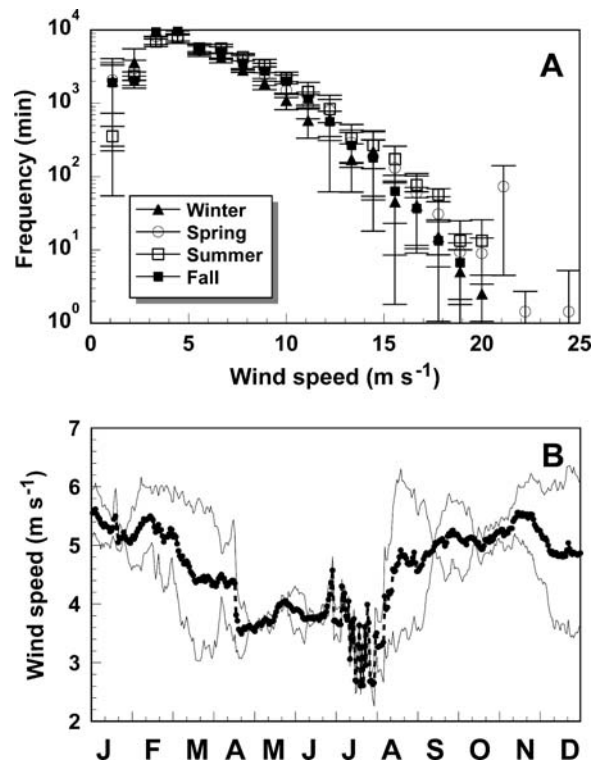 A
Frequency (min)
10⁴
10³
10²
10¹
10⁰
Winter
Spring
Summer
Fall
0 5 10 15 20 25
Wind speed (m s⁻¹)
B
Wind speed (m s⁻¹)
7
6
5
4
3
2
J F M A M J J A S O N D